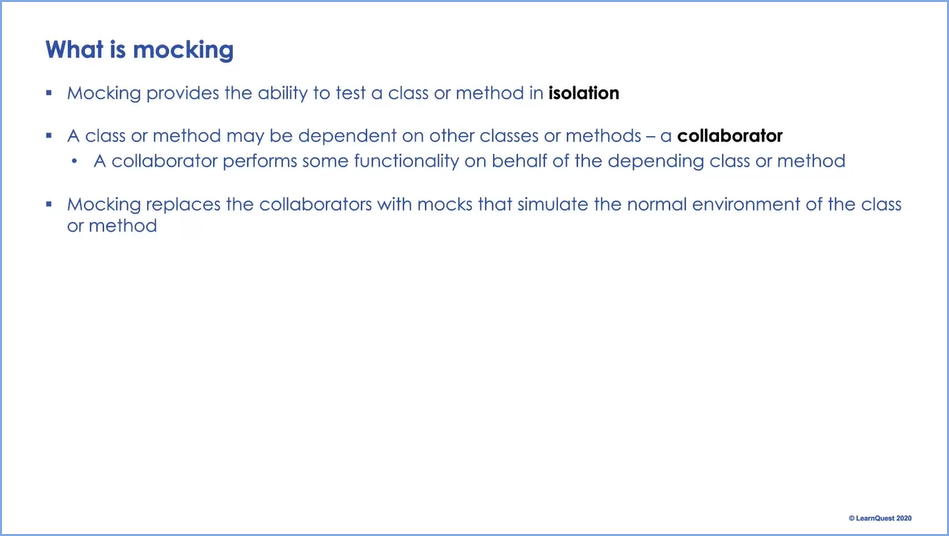 What is mocking
▪ Mocking provides the ability to test a class or method in isolation
▪ A class or method may be dependent on other classes or methods – a collaborator
• A collaborator performs some functionality on behalf of the depending class or method
▪ Mocking replaces the collaborators with mocks that simulate the normal environment of the class
or method
© LearnQuest 2020